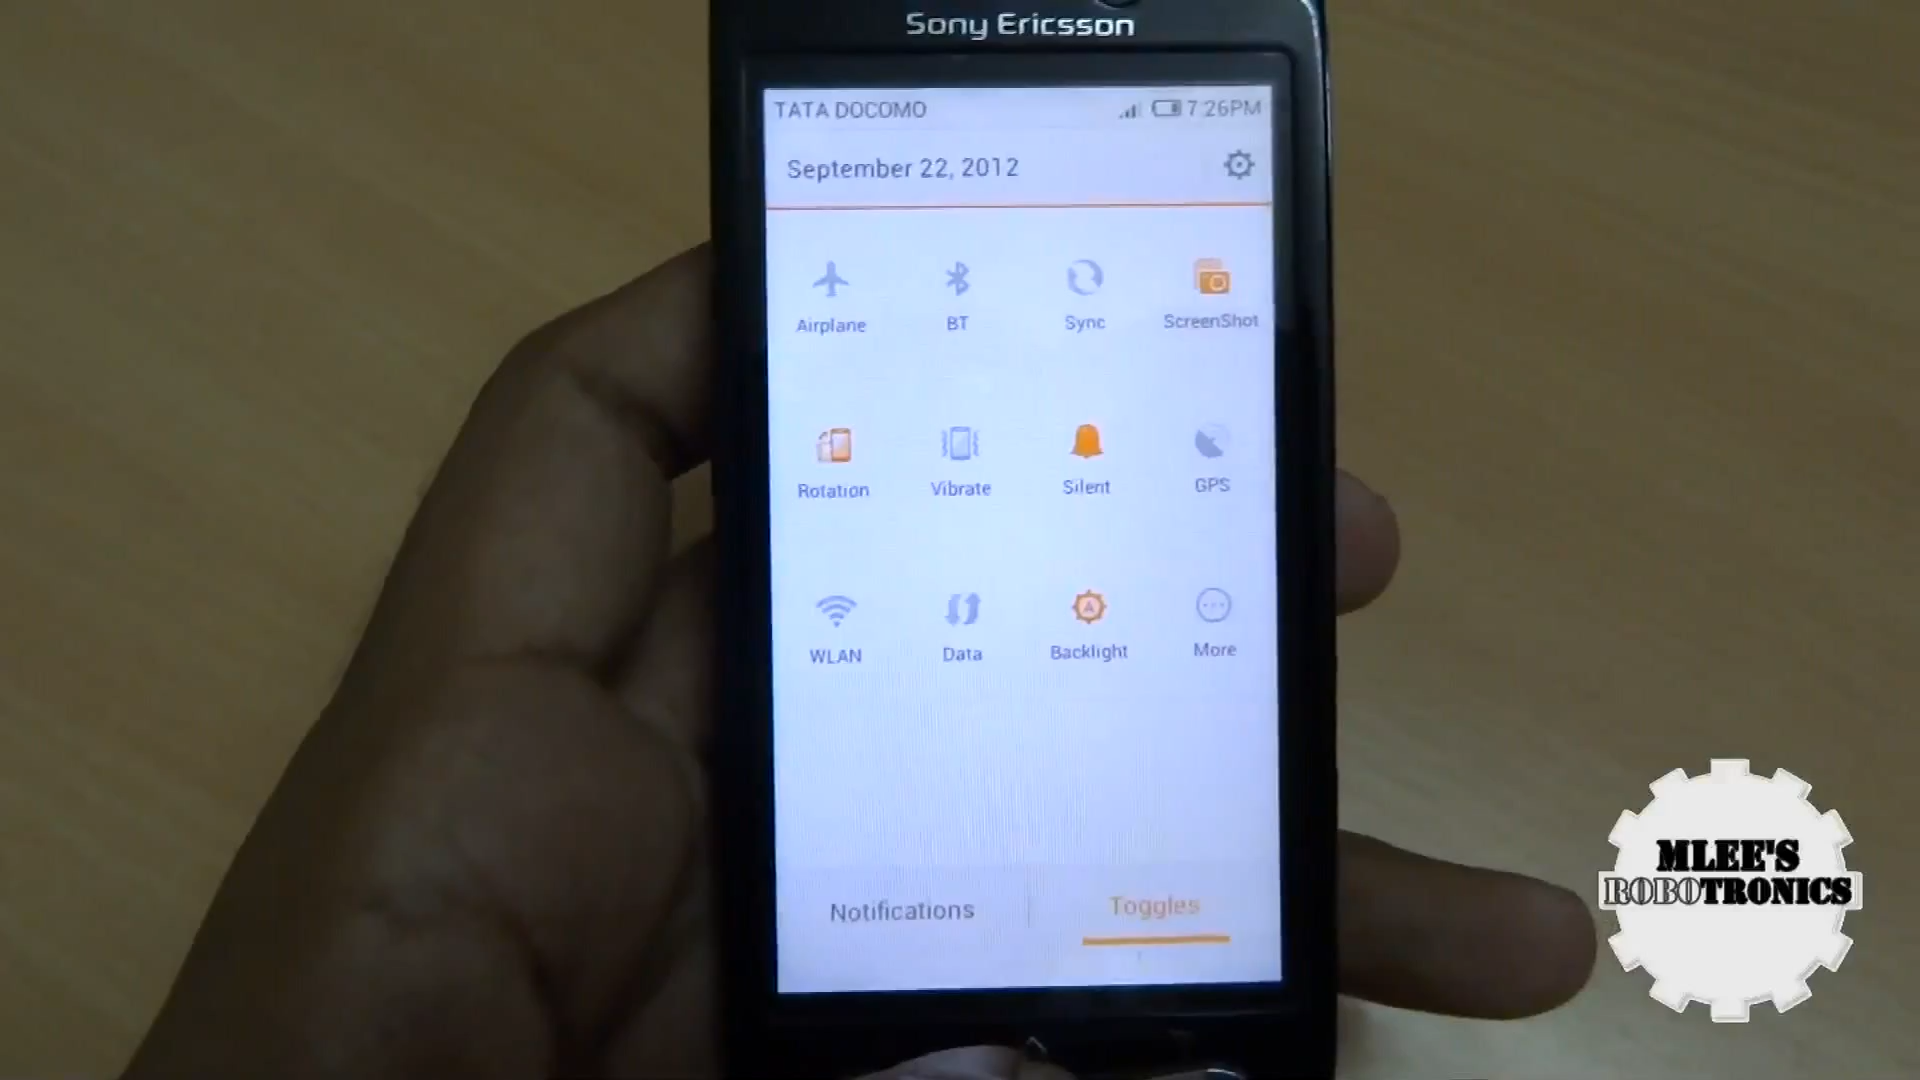 Sony Ericsson
TATA DOCOMO 7:26PM
September 22, 2012
Airplane BT Sync ScreenShot
Rotation Vibrate Silent GPS
WLAN Data Backlight More
Notifications Toggles
MLEE'S
ROBOTRONICS